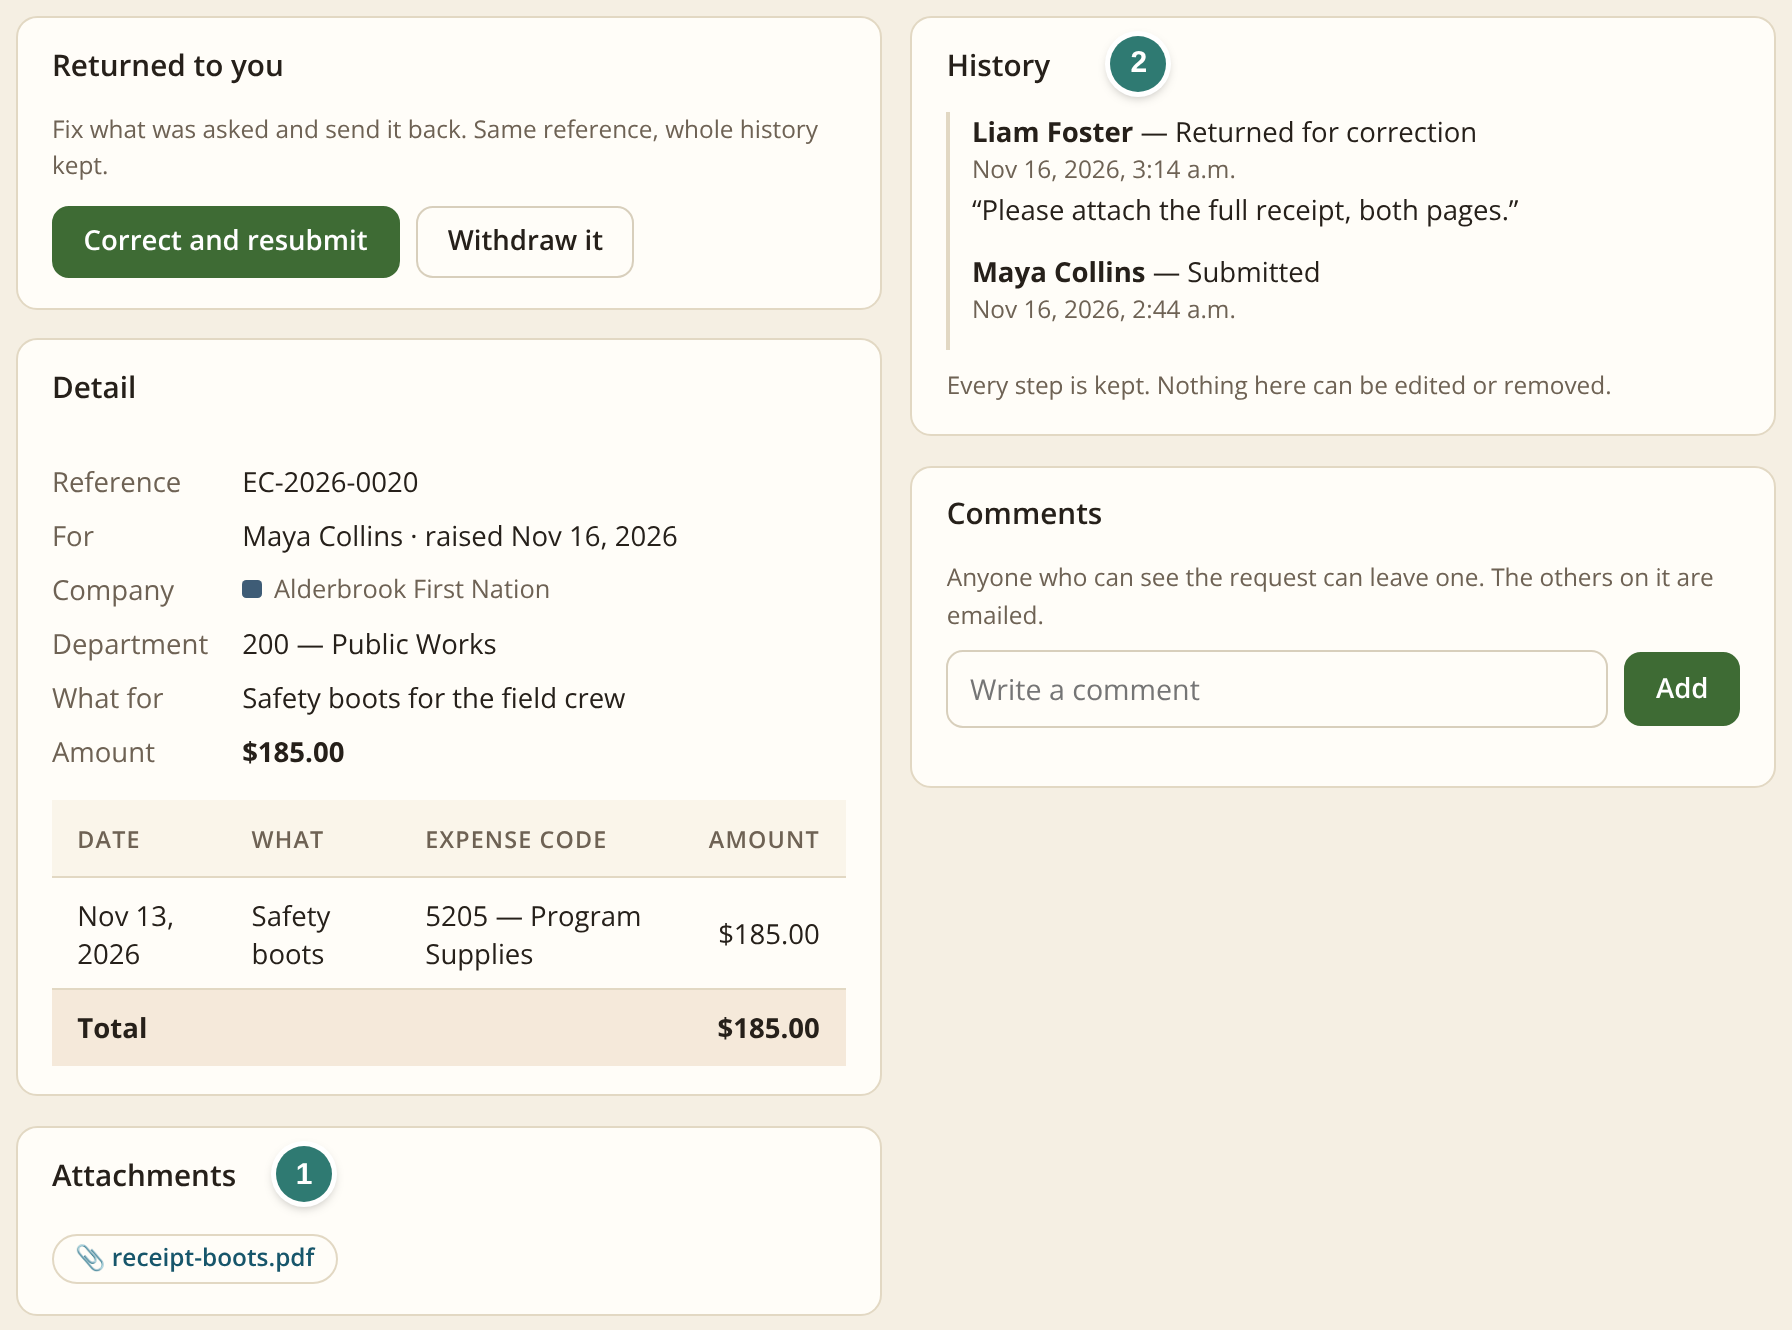 Returned to you
Fix what was asked and send it back. Same reference, whole history
kept.
Correct and resubmit
Withdraw it
Detail
Reference EC-2026-0020
For Maya Collins · raised Nov 16, 2026
Company Alderbrook First Nation
Department 200 — Public Works
What for Safety boots for the field crew
Amount $185.00
DATE WHAT EXPENSE CODE AMOUNT
Nov 13, Safety 5205 — Program $185.00
2026 boots Supplies
Total $185.00
Attachments 1
receipt-boots.pdf
History 2
Liam Foster — Returned for correction
Nov 16, 2026, 3:14 a.m.
“Please attach the full receipt, both pages.”
Maya Collins — Submitted
Nov 16, 2026, 2:44 a.m.
Every step is kept. Nothing here can be edited or removed.
Comments
Anyone who can see the request can leave one. The others on it are
emailed.
Write a comment
Add